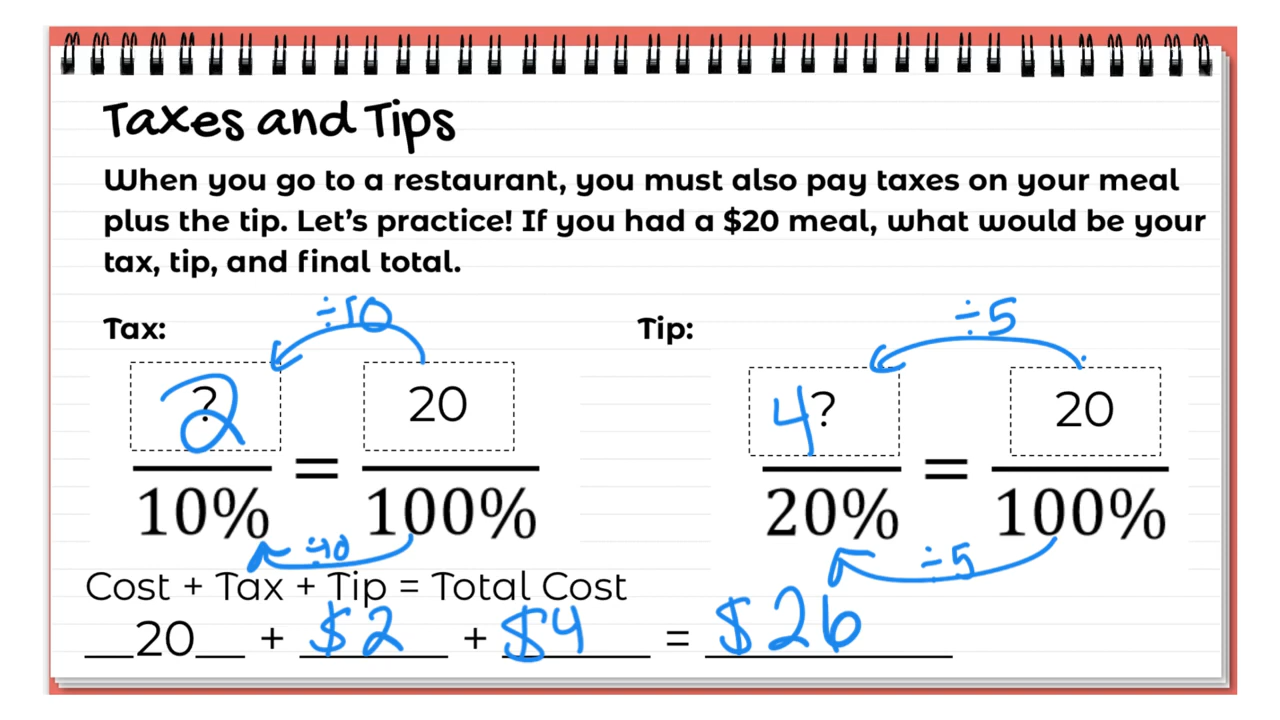 Taxes and Tips
When you go to a restaurant, you must also pay taxes on your meal
plus the tip. Let's practice! If you had a $20 meal, what would be your
tax, tip, and final total.
Tax:
÷10
? 2
20
=
10%
100%
÷10
Tip:
÷5
4 ?
20
=
20%
100%
÷5
Cost + Tax + Tip = Total Cost
__20__ + $2 + $4 = $26